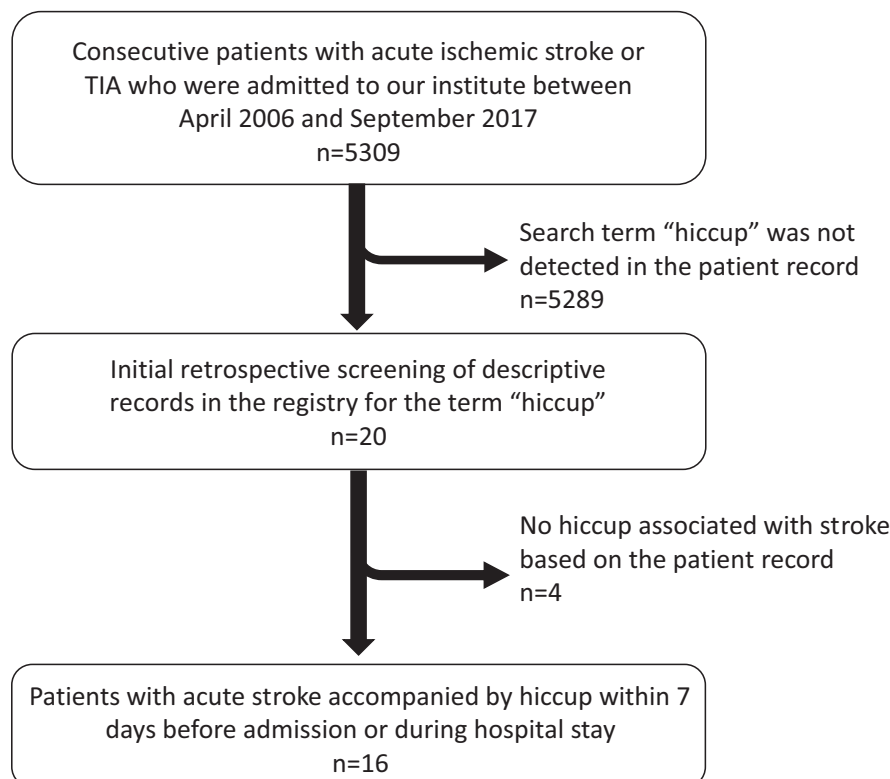 Consecutive patients with acute ischemic stroke or
TIA who were admitted to our institute between
April 2006 and September 2017
n=5309
Search term “hiccup” was not
detected in the patient record
n=5289
Initial retrospective screening of descriptive
records in the registry for the term “hiccup”
n=20
No hiccup associated with stroke
based on the patient record
n=4
Patients with acute stroke accompanied by hiccup within 7
days before admission or during hospital stay
n=16